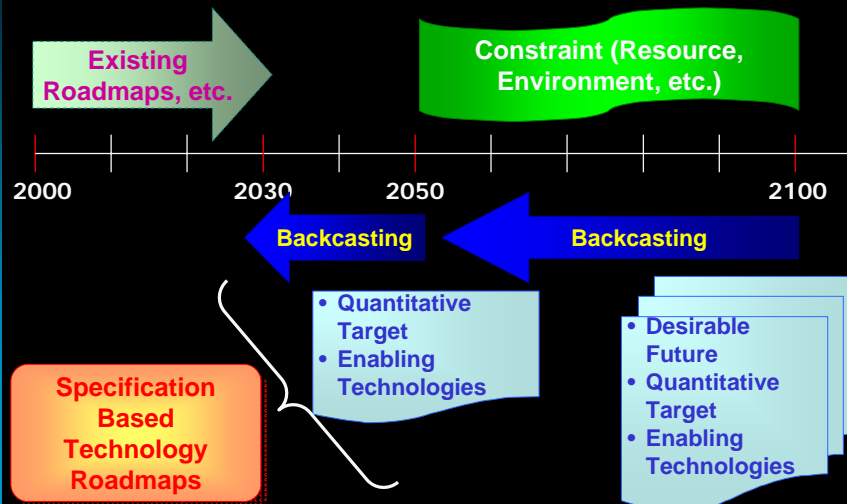 Existing
Roadmaps, etc.
Constraint (Resource,
Environment, etc.)
2000
2030
2050
2100
Backcasting
Backcasting
• Quantitative
Target
• Enabling
Technologies
• Desirable
Future
• Quantitative
Target
• Enabling
Technologies
Specification
Based
Technology
Roadmaps